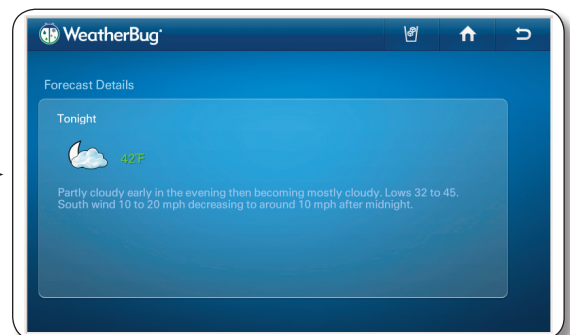 WeatherBug®
Forecast Details
Tonight
42°F
Partly cloudy early in the evening then becoming mostly cloudy. Lows 32 to 45.
South wind 10 to 20 mph decreasing to around 10 mph after midnight.